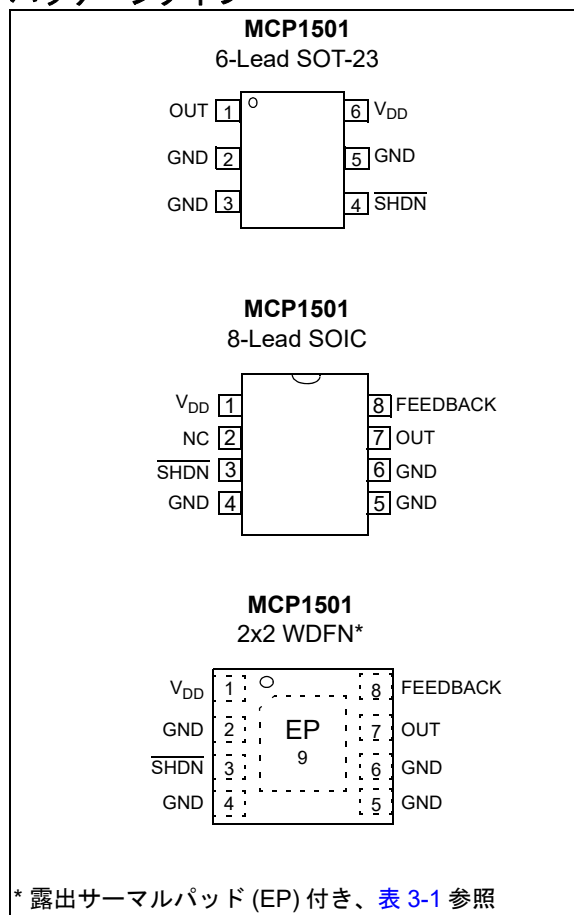 MCP1501
6-Lead SOT-23
OUT 1 6 VDD
GND 2 5 GND
GND 3 4 SHDN
MCP1501
8-Lead SOIC
VDD 1 8 FEEDBACK
NC 2 7 OUT
SHDN 3 6 GND
GND 4 5 GND
MCP1501
2x2 WDFN*
VDD 1 8 FEEDBACK
GND 2 EP 7 OUT
SHDN 3 9 6 GND
GND 4 5 GND
* 露出サーマルパッド (EP) 付き、表 3-1 参照